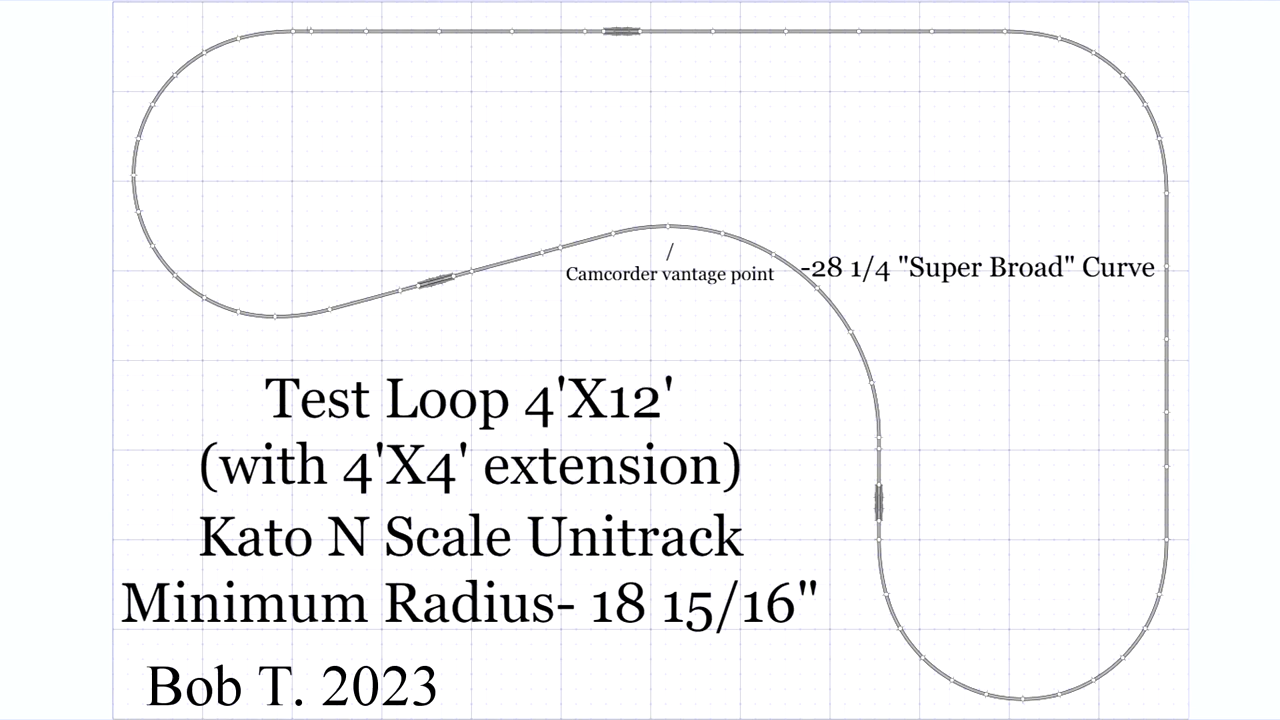 /
Camcorder vantage point
-28 1/4 "Super Broad" Curve
Test Loop 4'X12'
(with 4'X4' extension)
Kato N Scale Unitrack
Minimum Radius- 18 15/16"
Bob T. 2023